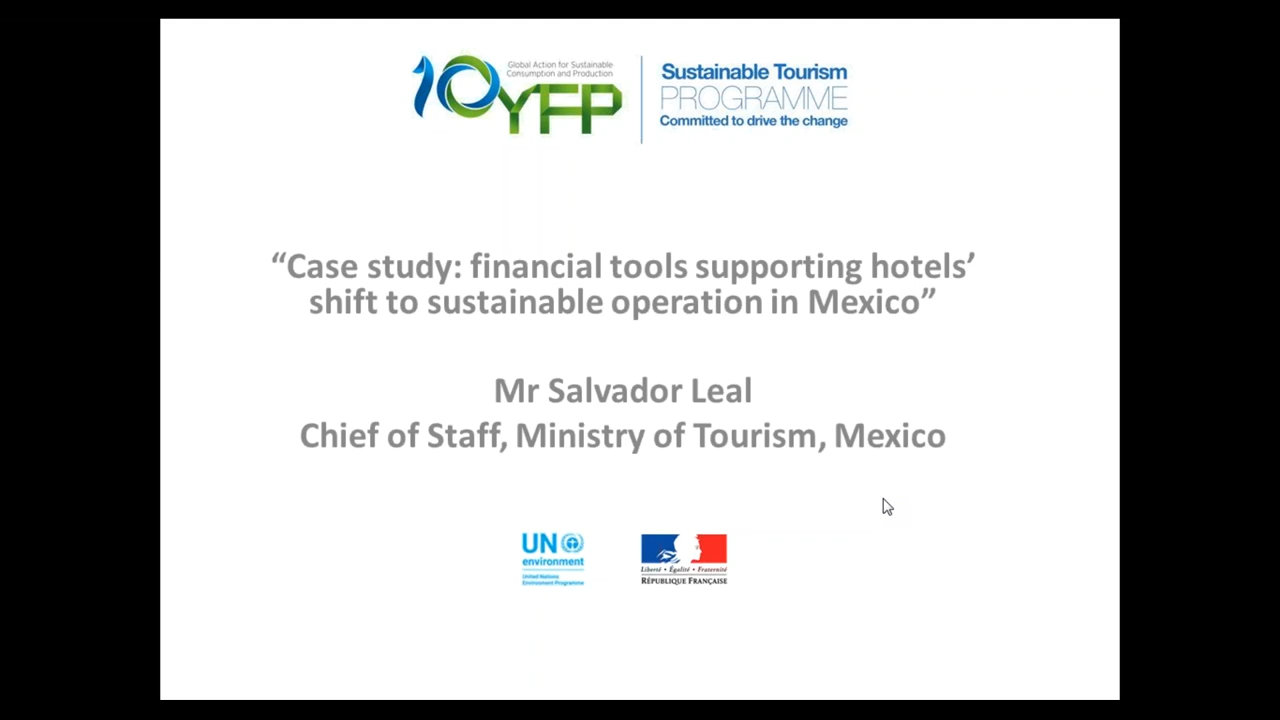 10YFP
Global Action for Sustainable
Consumption and Production
Sustainable Tourism
PROGRAMME
Committed to drive the change
“Case study: financial tools supporting hotels’
shift to sustainable operation in Mexico”
Mr Salvador Leal
Chief of Staff, Ministry of Tourism, Mexico
UN
environment
United Nations
Environment Programme
Liberté • Égalité • Fraternité
RÉPUBLIQUE FRANÇAISE